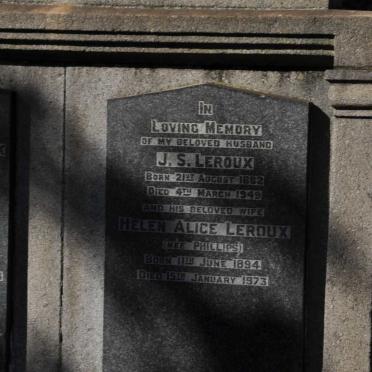 IN
LOVING MEMORY
OF MY BELOVED HUSBAND
J. S. LEROUX
BORN 21ST AUGUST 1882
DIED 4TH MARCH 1949
AND HIS BELOVED WIFE
HELEN ALICE LEROUX
(NÉE PHILLIPS)
BORN 11TH JUNE 1894
DIED 15TH JANUARY 1973